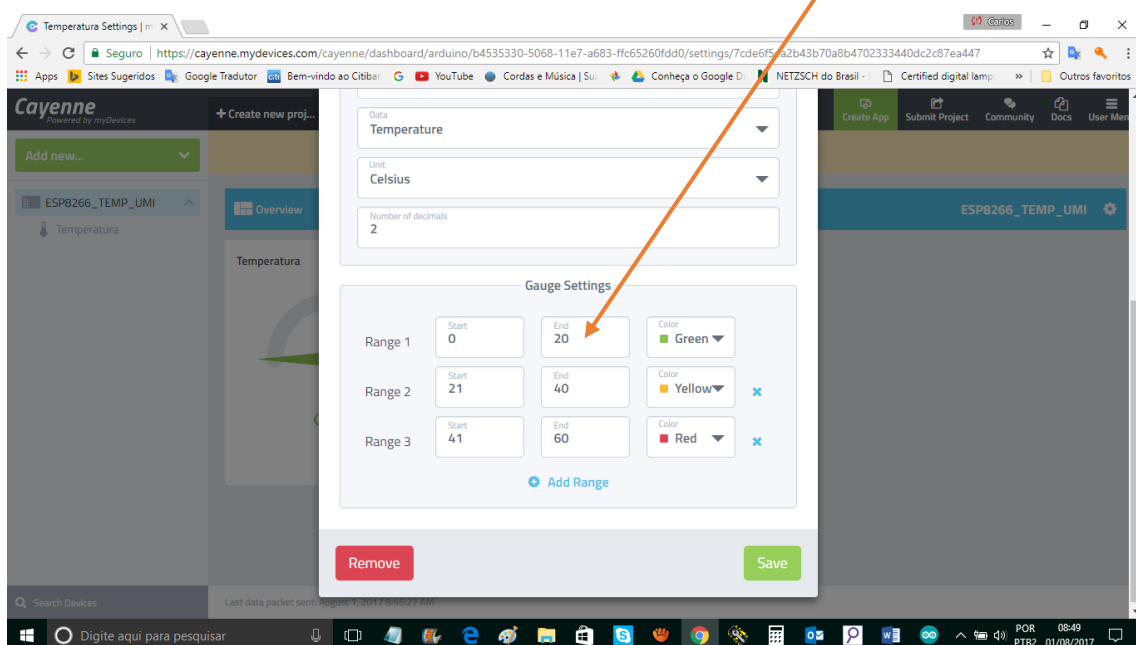 Temperatura Settings | m
Carlos
Seguro | https://cayenne.mydevices.com/cayenne/dashboard/arduino/b4535330-5068-11e7-a683-ffc65260fdd0/settings/7cde6f5
Apps Sites Sugeridos Google Tradutor citi Bem-vindo ao Citibar G YouTube Cordas e Música | Su Conheça o Google D NETZSCH do Brasil - Certified digital lamp » Outros favoritos
Cayenne
Powered by myDevices
+ Create new proj...
Create App Submit Project Community Docs User Men
Add new...
Data
Temperature
Unit
Celsius
Number of decimals
2
ESP8266_TEMP_UMI
Temperatura
Overview
ESP8266_TEMP_UMI
Temperatura
Gauge Settings
Range 1 Start 0 End 20 Color Green
Range 2 Start 21 End 40 Color Yellow
Range 3 Start 41 End 60 Color Red
Add Range
Remove
Save
Search Devices
Last data packet sent: August 1, 2017 8:46:27 AM
Digite aqui para pesquisar
POR 08:49
PTB2 01/08/2017